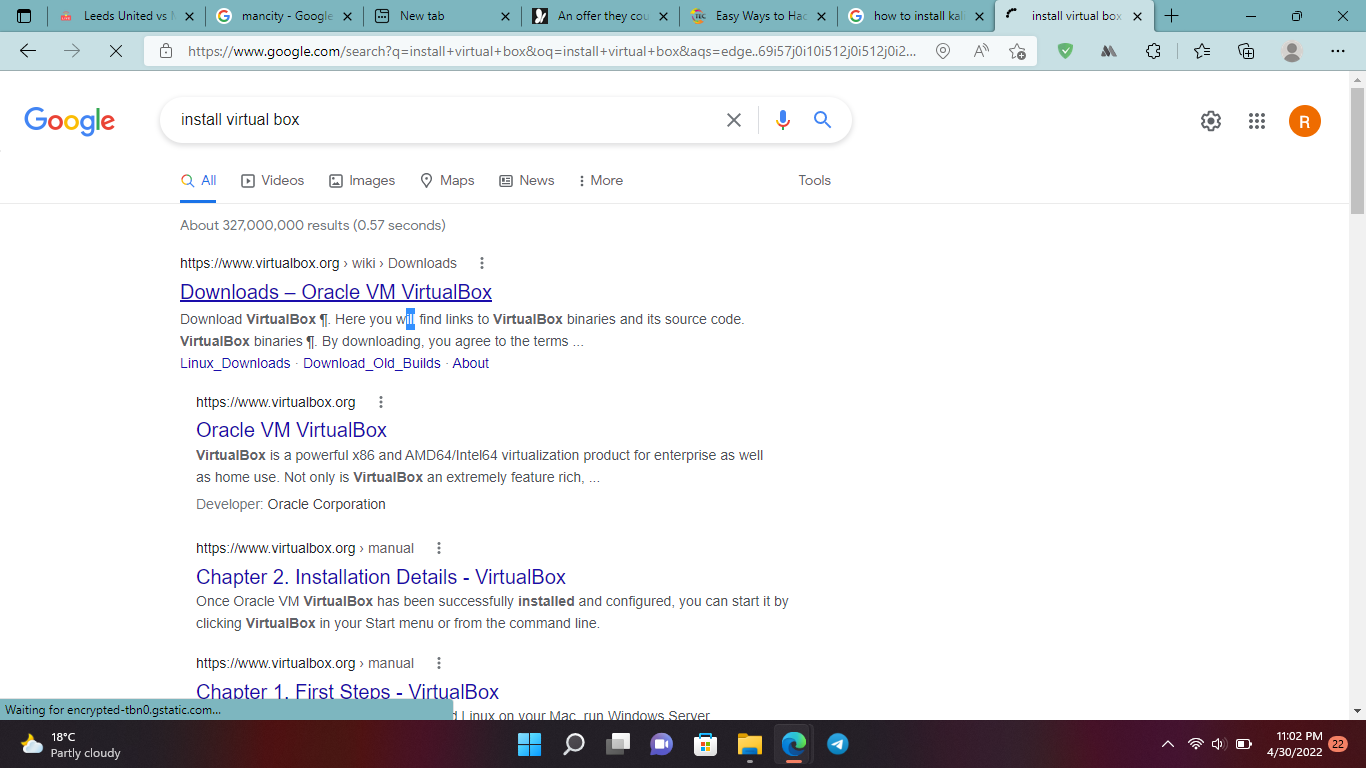 Leeds United vs M
mancity - Google
New tab
An offer they cou
Easy Ways to Hac
how to install kali
install virtual box
https://www.google.com/search?q=install+virtual+box&oq=install+virtual+box&aqs=edge..69i57j0i10i512j0i512j0i2...
Google
install virtual box
R
All
Videos
Images
Maps
News
More
Tools
About 327,000,000 results (0.57 seconds)
https://www.virtualbox.org › wiki › Downloads
Downloads – Oracle VM VirtualBox
Download VirtualBox ¶. Here you will find links to VirtualBox binaries and its source code.
VirtualBox binaries ¶. By downloading, you agree to the terms ...
Linux_Downloads · Download_Old_Builds · About
https://www.virtualbox.org
Oracle VM VirtualBox
VirtualBox is a powerful x86 and AMD64/Intel64 virtualization product for enterprise as well
as home use. Not only is VirtualBox an extremely feature rich, ...
Developer: Oracle Corporation
https://www.virtualbox.org › manual
Chapter 2. Installation Details - VirtualBox
Once Oracle VM VirtualBox has been successfully installed and configured, you can start it by
clicking VirtualBox in your Start menu or from the command line.
https://www.virtualbox.org › manual
Chapter 1. First Steps - VirtualBox
Waiting for encrypted-tbn0.gstatic.com...
d Linux on your Mac, run Windows Server
18°C
Partly cloudy
11:02 PM
4/30/2022
22